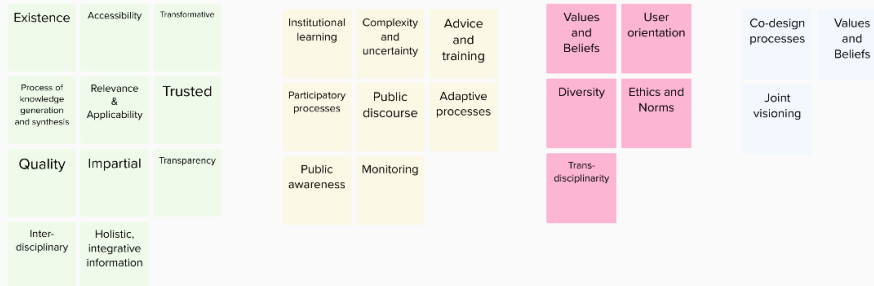 Existence
Accessibility
Transformative
Process of
knowledge
generation
and synthesis
Relevance
&
Applicability
Trusted
Quality
Impartial
Transparency
Inter-
disciplinary
Holistic,
integrative
information
Institutional
learning
Complexity
and
uncertainty
Advice
and
training
Participatory
processes
Public
discourse
Adaptive
processes
Public
awareness
Monitoring
Values
and
Beliefs
User
orientation
Diversity
Ethics and
Norms
Trans-
disciplinarity
Co-design
processes
Values
and
Beliefs
Joint
visioning